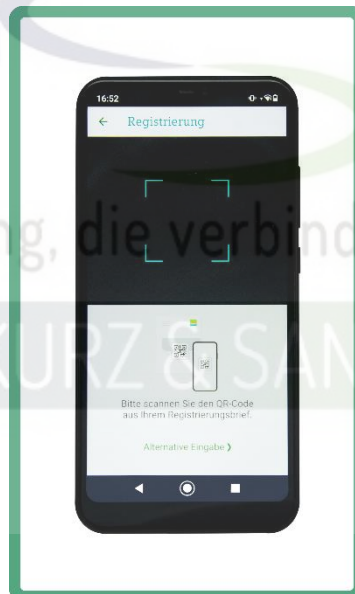 16:52
Registrierung
die verbind
KURZ & SAN
Bitte scannen Sie den QR-Code
aus Ihrem Registrierungsbrief.
Alternative Eingabe ❯